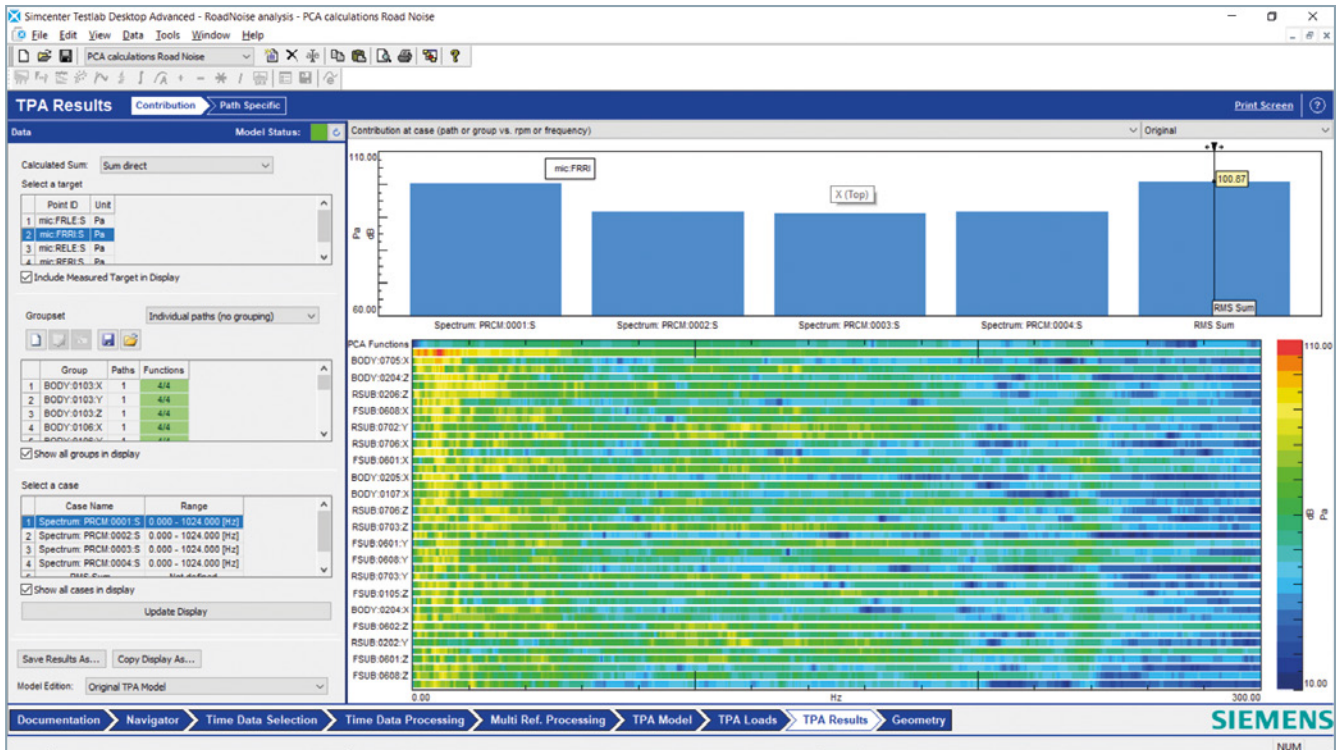 Simcenter Testlab Desktop Advanced - RoadNoise analysis - PCA calculations Road Noise
File Edit View Data Tools Window Help
PCA calculations Road Noise
TPA Results Contribution Path Specific Print Screen
Data Model Status:
Contribution at case (path or group vs. rpm or frequency) Original
Calculated Sum: Sum direct
Select a target
Point ID Unit
1 mic:FRLE:S Pa
2 mic:FRRI:S Pa
3 mic:RELE:S Pa
4 mic:RERI:S Pa
Include Measured Target in Display
Groupset Individual paths (no grouping)
Group Paths Functions
1 BODY:0103:X 1 4/4
2 BODY:0103:Y 1 4/4
3 BODY:0103:Z 1 4/4
4 BODY:0106:X 1 4/4
Show all groups in display
Select a case
Case Name Range
1 Spectrum: PRCM:0001:S 0.000 - 1024.000 [Hz]
2 Spectrum: PRCM:0002:S 0.000 - 1024.000 [Hz]
3 Spectrum: PRCM:0003:S 0.000 - 1024.000 [Hz]
4 Spectrum: PRCM:0004:S 0.000 - 1024.000 [Hz]
RMS Sum Not defined
Show all cases in display
Update Display
Save Results As... Copy Display As...
Model Edition: Original TPA Model
110.00
Pa
dB
60.00
mic:FRRI
X (Top)
100.87
RMS Sum
Spectrum: PRCM:0001:S Spectrum: PRCM:0002:S Spectrum: PRCM:0003:S Spectrum: PRCM:0004:S RMS Sum
PCA Functions
BODY:0705:X
BODY:0204:Z
RSUB:0206:Z
FSUB:0608:X
RSUB:0702:Y
RSUB:0706:X
FSUB:0601:X
BODY:0205:X
BODY:0107:X
RSUB:0706:Z
RSUB:0703:Z
FSUB:0601:Y
FSUB:0608:Y
RSUB:0703:Y
FSUB:0105:Z
BODY:0204:X
FSUB:0602:Z
RSUB:0202:Y
FSUB:0601:Z
FSUB:0608:Z
0.00 Hz 300.00
110.00
dB
Pa
10.00
Documentation Navigator Time Data Selection Time Data Processing Multi Ref. Processing TPA Model TPA Loads TPA Results Geometry
SIEMENS
NUM